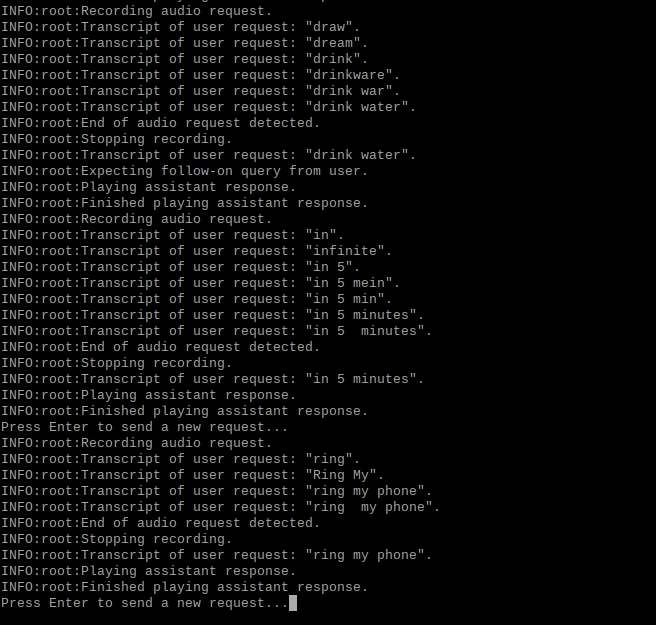 INFO:root:Recording audio request.
INFO:root:Transcript of user request: "draw".
INFO:root:Transcript of user request: "dream".
INFO:root:Transcript of user request: "drink".
INFO:root:Transcript of user request: "drinkware".
INFO:root:Transcript of user request: "drink war".
INFO:root:Transcript of user request: "drink water".
INFO:root:End of audio request detected.
INFO:root:Stopping recording.
INFO:root:Transcript of user request: "drink water".
INFO:root:Expecting follow-on query from user.
INFO:root:Playing assistant response.
INFO:root:Finished playing assistant response.
INFO:root:Recording audio request.
INFO:root:Transcript of user request: "in".
INFO:root:Transcript of user request: "infinite".
INFO:root:Transcript of user request: "in 5".
INFO:root:Transcript of user request: "in 5 mein".
INFO:root:Transcript of user request: "in 5 min".
INFO:root:Transcript of user request: "in 5 minutes".
INFO:root:Transcript of user request: "in 5  minutes".
INFO:root:End of audio request detected.
INFO:root:Stopping recording.
INFO:root:Transcript of user request: "in 5 minutes".
INFO:root:Playing assistant response.
INFO:root:Finished playing assistant response.
Press Enter to send a new request...
INFO:root:Recording audio request.
INFO:root:Transcript of user request: "ring".
INFO:root:Transcript of user request: "Ring My".
INFO:root:Transcript of user request: "ring my phone".
INFO:root:Transcript of user request: "ring  my phone".
INFO:root:End of audio request detected.
INFO:root:Stopping recording.
INFO:root:Transcript of user request: "ring my phone".
INFO:root:Playing assistant response.
INFO:root:Finished playing assistant response.
Press Enter to send a new request...